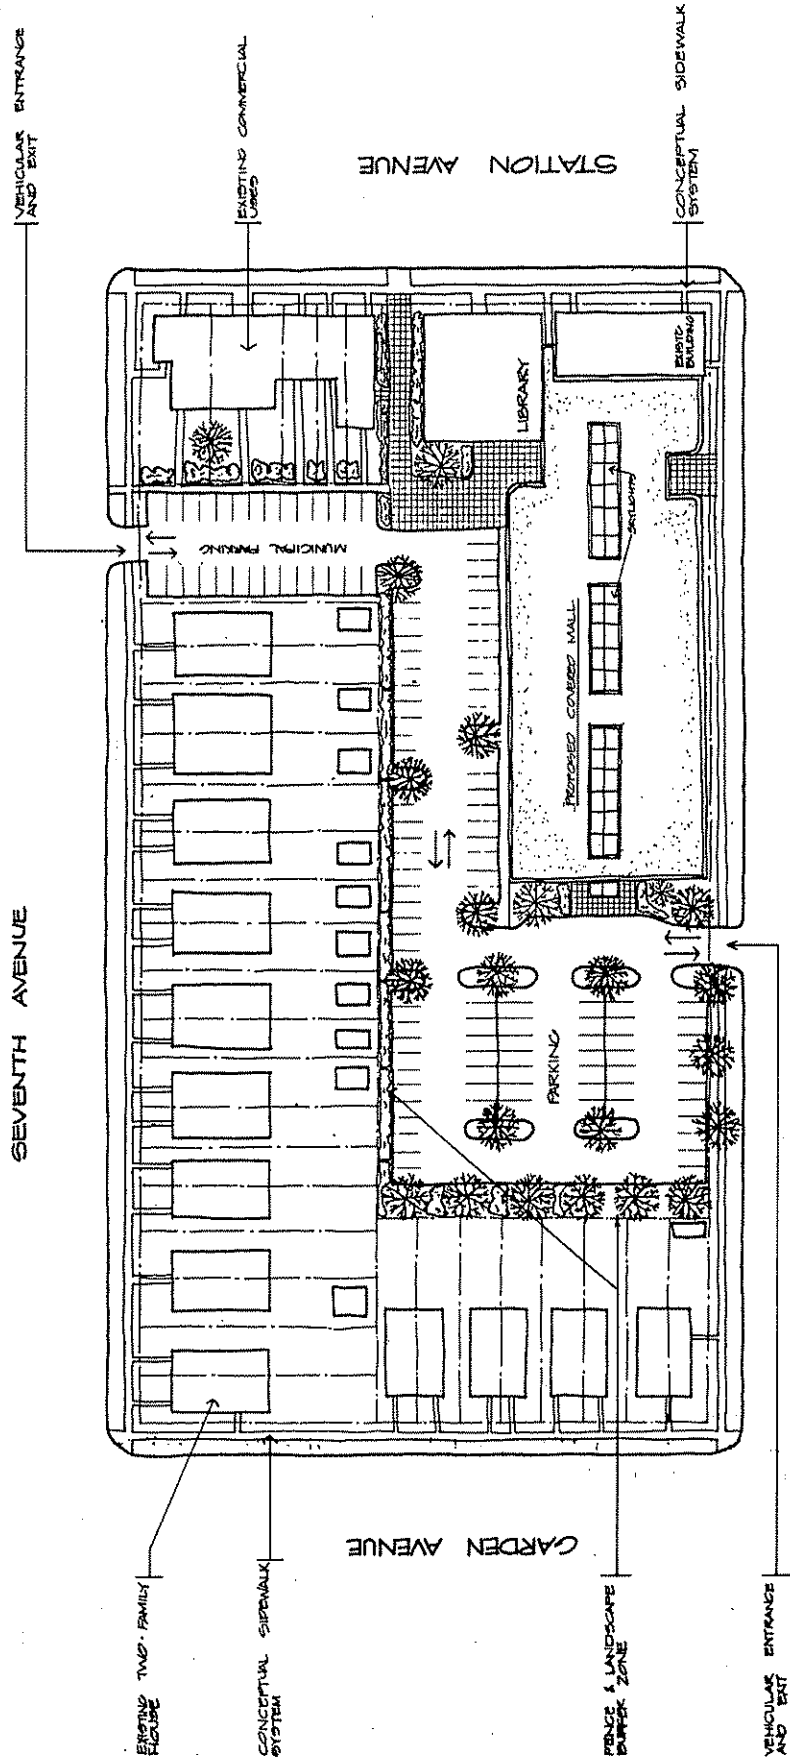 SEVENTH AVENUE
VEHICULAR ENTRANCE
AND EXIT
EXISTING COMMERCIAL
USES
STATION AVENUE
CONCEPTUAL SIDEWALK
SYSTEM
MUNICIPAL PARKING
LIBRARY
EXIST'G
BUILDING
SKYLIGHTS
PROPOSED COVERED MALL
PARKING
GARDEN AVENUE
EXISTING TWO-FAMILY
HOUSE
CONCEPTUAL SIDEWALK
SYSTEM
FENCE & LANDSCAPE
BUFFER ZONE
VEHICULAR ENTRANCE
AND EXIT